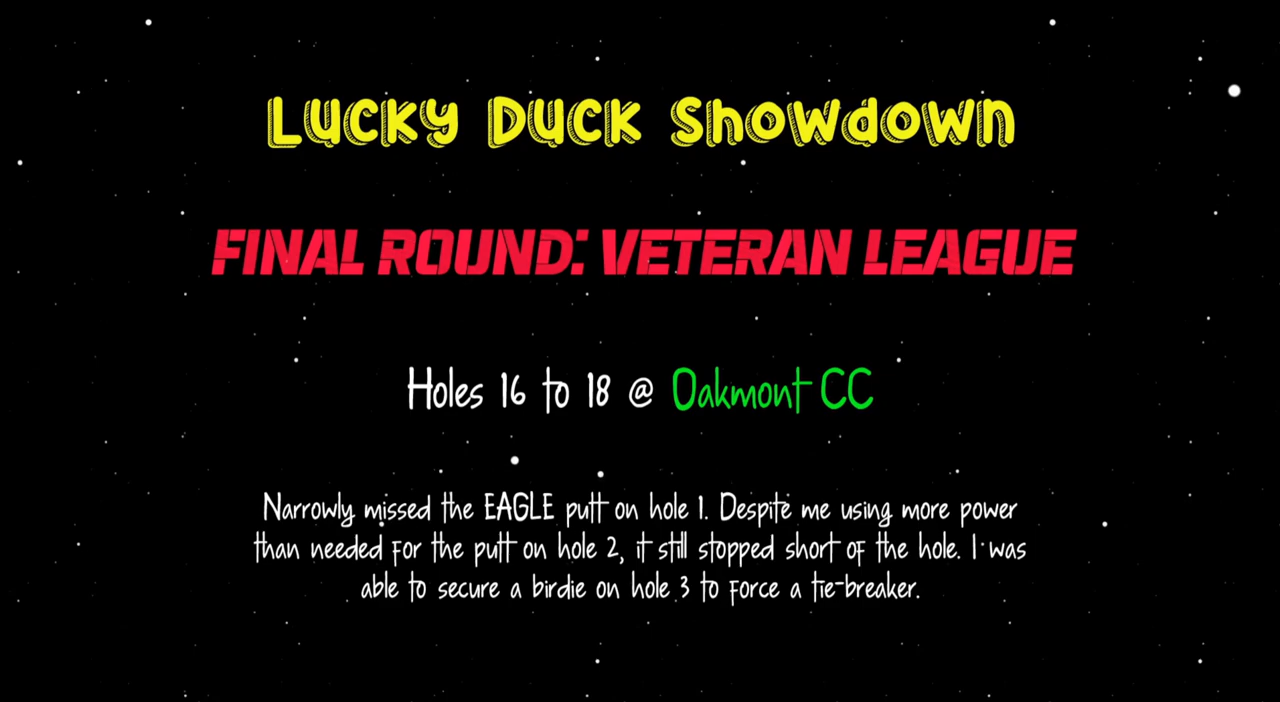 Lucky Duck Showdown
FINAL ROUND: VETERAN LEAGUE
Holes 16 to 18 @ Oakmont CC
Narrowly missed the EAGLE putt on hole 1. Despite me using more power
than needed for the putt on hole 2, it still stopped short of the hole. I was
able to secure a birdie on hole 3 to force a tie-breaker.